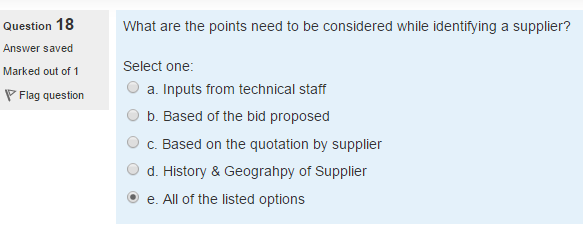 Question 18
Answer saved
Marked out of 1
Flag question
What are the points need to be considered while identifying a supplier?
Select one:
a. Inputs from technical staff
b. Based of the bid proposed
c. Based on the quotation by supplier
d. History & Geograhpy of Supplier
e. All of the listed options